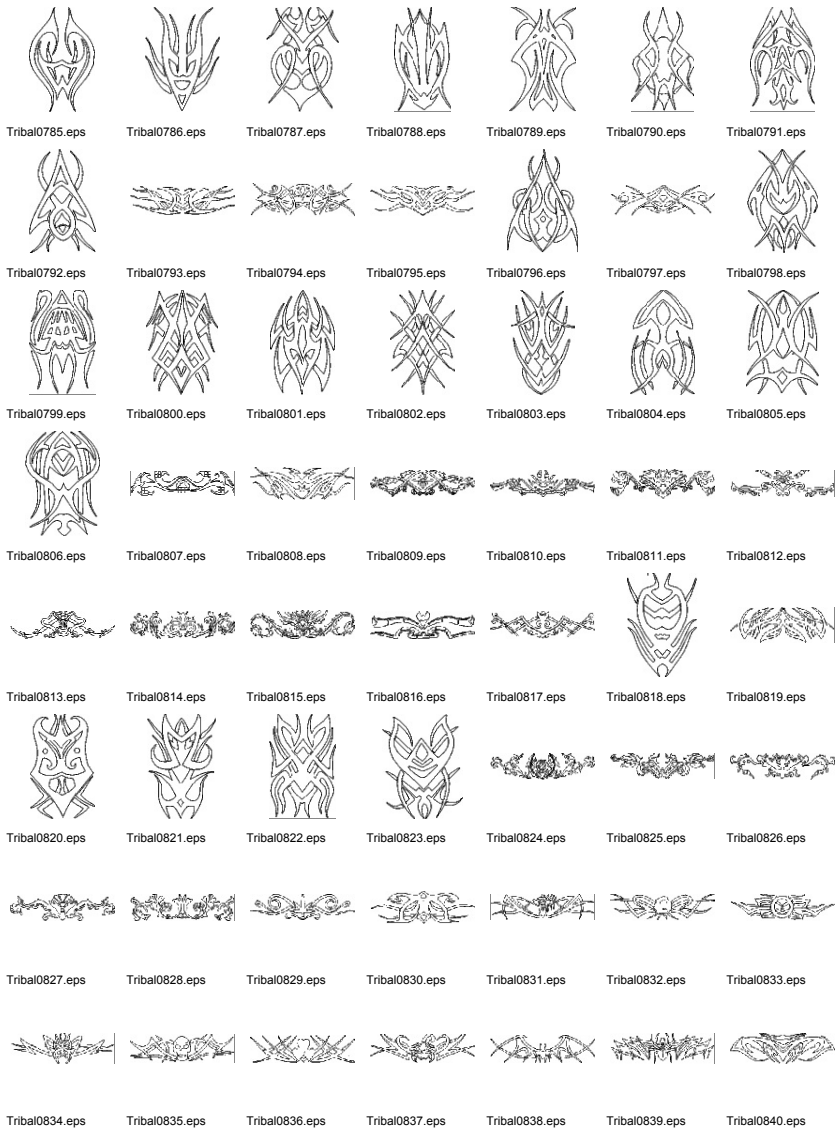 Tribal0785.eps Tribal0786.eps Tribal0787.eps Tribal0788.eps Tribal0789.eps Tribal0790.eps Tribal0791.eps
Tribal0792.eps Tribal0793.eps Tribal0794.eps Tribal0795.eps Tribal0796.eps Tribal0797.eps Tribal0798.eps
Tribal0799.eps Tribal0800.eps Tribal0801.eps Tribal0802.eps Tribal0803.eps Tribal0804.eps Tribal0805.eps
Tribal0806.eps Tribal0807.eps Tribal0808.eps Tribal0809.eps Tribal0810.eps Tribal0811.eps Tribal0812.eps
Tribal0813.eps Tribal0814.eps Tribal0815.eps Tribal0816.eps Tribal0817.eps Tribal0818.eps Tribal0819.eps
Tribal0820.eps Tribal0821.eps Tribal0822.eps Tribal0823.eps Tribal0824.eps Tribal0825.eps Tribal0826.eps
Tribal0827.eps Tribal0828.eps Tribal0829.eps Tribal0830.eps Tribal0831.eps Tribal0832.eps Tribal0833.eps
Tribal0834.eps Tribal0835.eps Tribal0836.eps Tribal0837.eps Tribal0838.eps Tribal0839.eps Tribal0840.eps